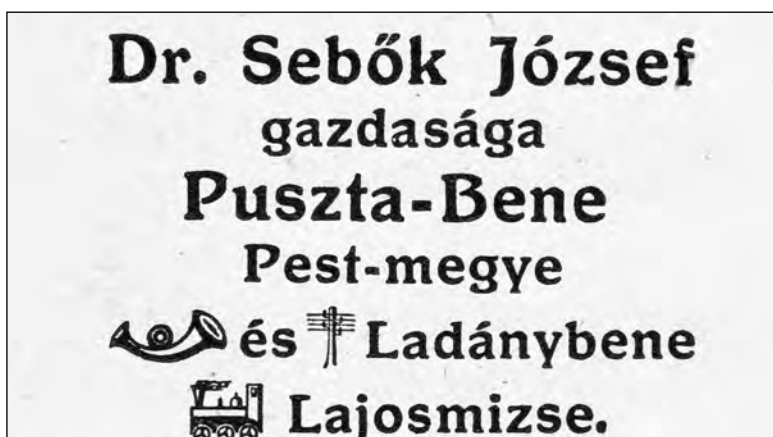 Dr. Sebők József
gazdasága
Puszta-Bene
Pest-megye
és Ladánybene
Lajosmizse.